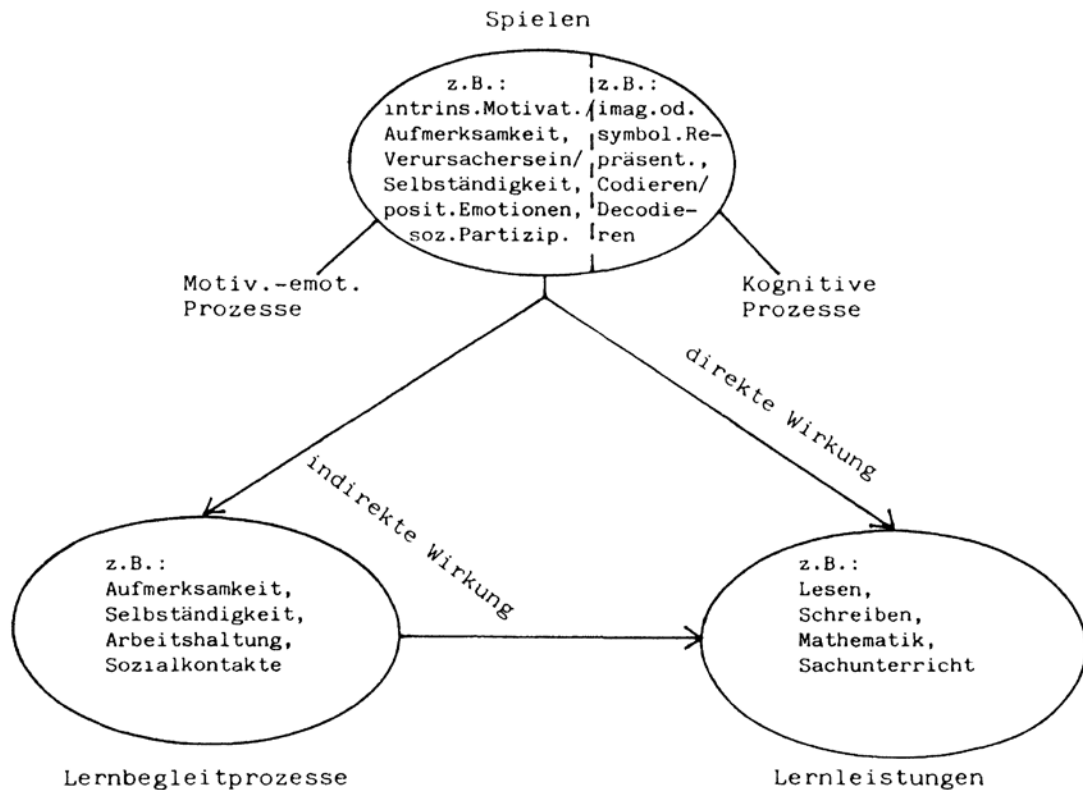 Spielen
z.B.:
intrins.Motivat./
Aufmerksamkeit,
Verursachersein/
Selbständigkeit,
posit.Emotionen,
soz.Partizip.
z.B.:
imag.od.
symbol.Re-
präsent.,
Codieren/
Decodie-
ren
Motiv.-emot.
Prozesse
Kognitive
Prozesse
direkte Wirkung
indirekte Wirkung
z.B.:
Aufmerksamkeit,
Selbständigkeit,
Arbeitshaltung,
Sozialkontakte
z.B.:
Lesen,
Schreiben,
Mathematik,
Sachunterricht
Lernbegleitprozesse
Lernleistungen